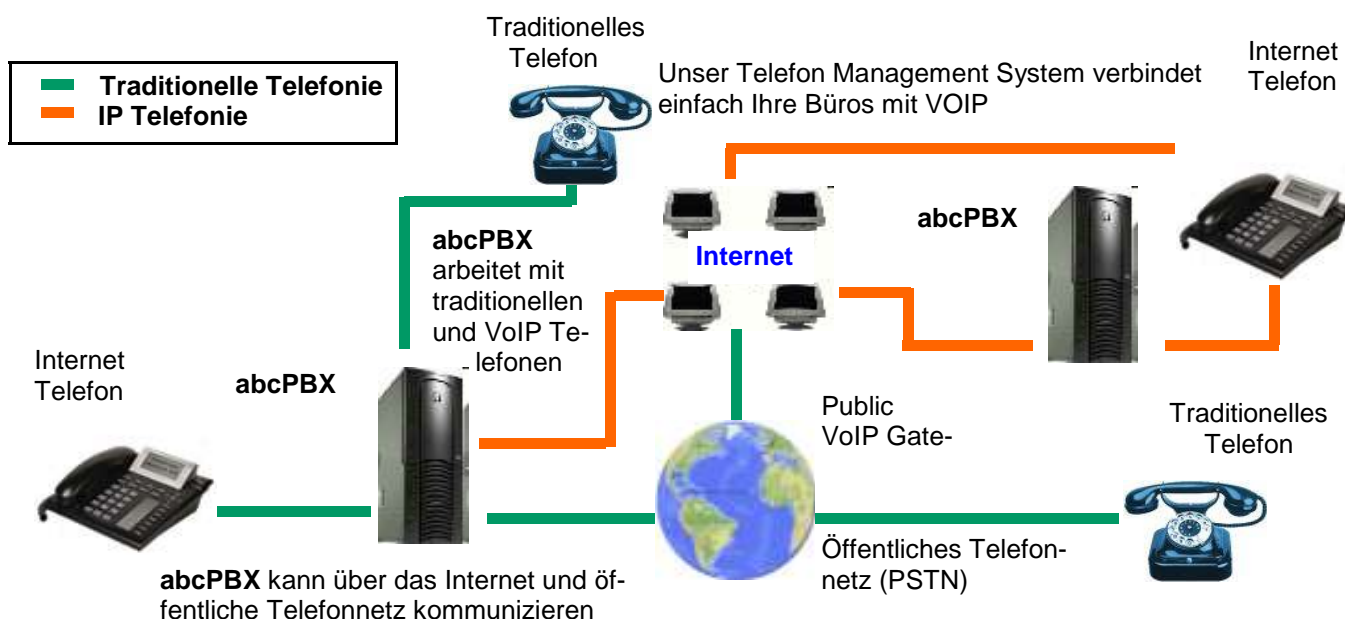 Traditionelles
Telefon
Traditionelle Telefonie
IP Telefonie
Unser Telefon Management System verbindet
einfach Ihre Büros mit VOIP
Internet
Telefon
abcPBX
arbeitet mit
traditionellen
und VoIP Te-
lefonen
Internet
abcPBX
Internet
Telefon
abcPBX
Public
VoIP Gate-
Traditionelles
Telefon
Öffentliches Telefon-
netz (PSTN)
abcPBX kann über das Internet und öf-
fentliche Telefonnetz kommunizieren